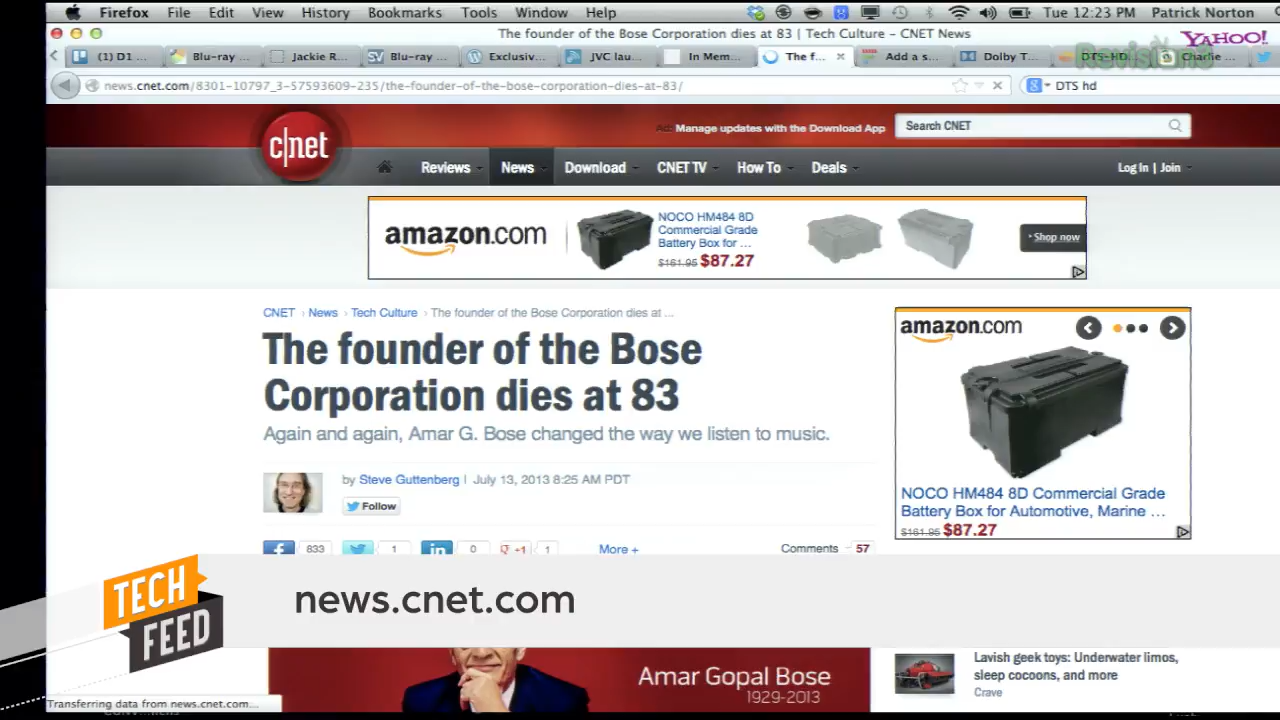 Firefox File Edit View History Bookmarks Tools Window Help Tue 12:23 PM Patrick Norton
The founder of the Bose Corporation dies at 83 | Tech Culture – CNET News
YAHOO!
(1) D1 ... Blu-ray ... Jackie R... Blu-ray ... Exclusiv... JVC lau... In Mem... The f... Add a s... Dolby T... DTS-HD Charlie ...
news.cnet.com/8301-10797_3-57593609-235/the-founder-of-the-bose-corporation-dies-at-83/ DTS hd
c|net
Ad: Manage updates with the Download App
Search CNET
Reviews News Download CNET TV How To Deals Log In | Join
amazon.com
NOCO HM484 8D
Commercial Grade
Battery Box for ...
$161.95 $87.27
Shop now
CNET › News › Tech Culture › The founder of the Bose Corporation dies at ...
The founder of the Bose
Corporation dies at 83
Again and again, Amar G. Bose changed the way we listen to music.
by Steve Guttenberg | July 13, 2013 8:25 AM PDT
Follow
833 1 in 0 +1 1 More + Comments 57
amazon.com
NOCO HM484 8D Commercial Grade
Battery Box for Automotive, Marine ...
$161.95 $87.27
TECH
FEED
news.cnet.com
Amar Gopal Bose
1929-2013
Lavish geek toys: Underwater limos,
sleep cocoons, and more
Crave
Transferring data from news.cnet.com...